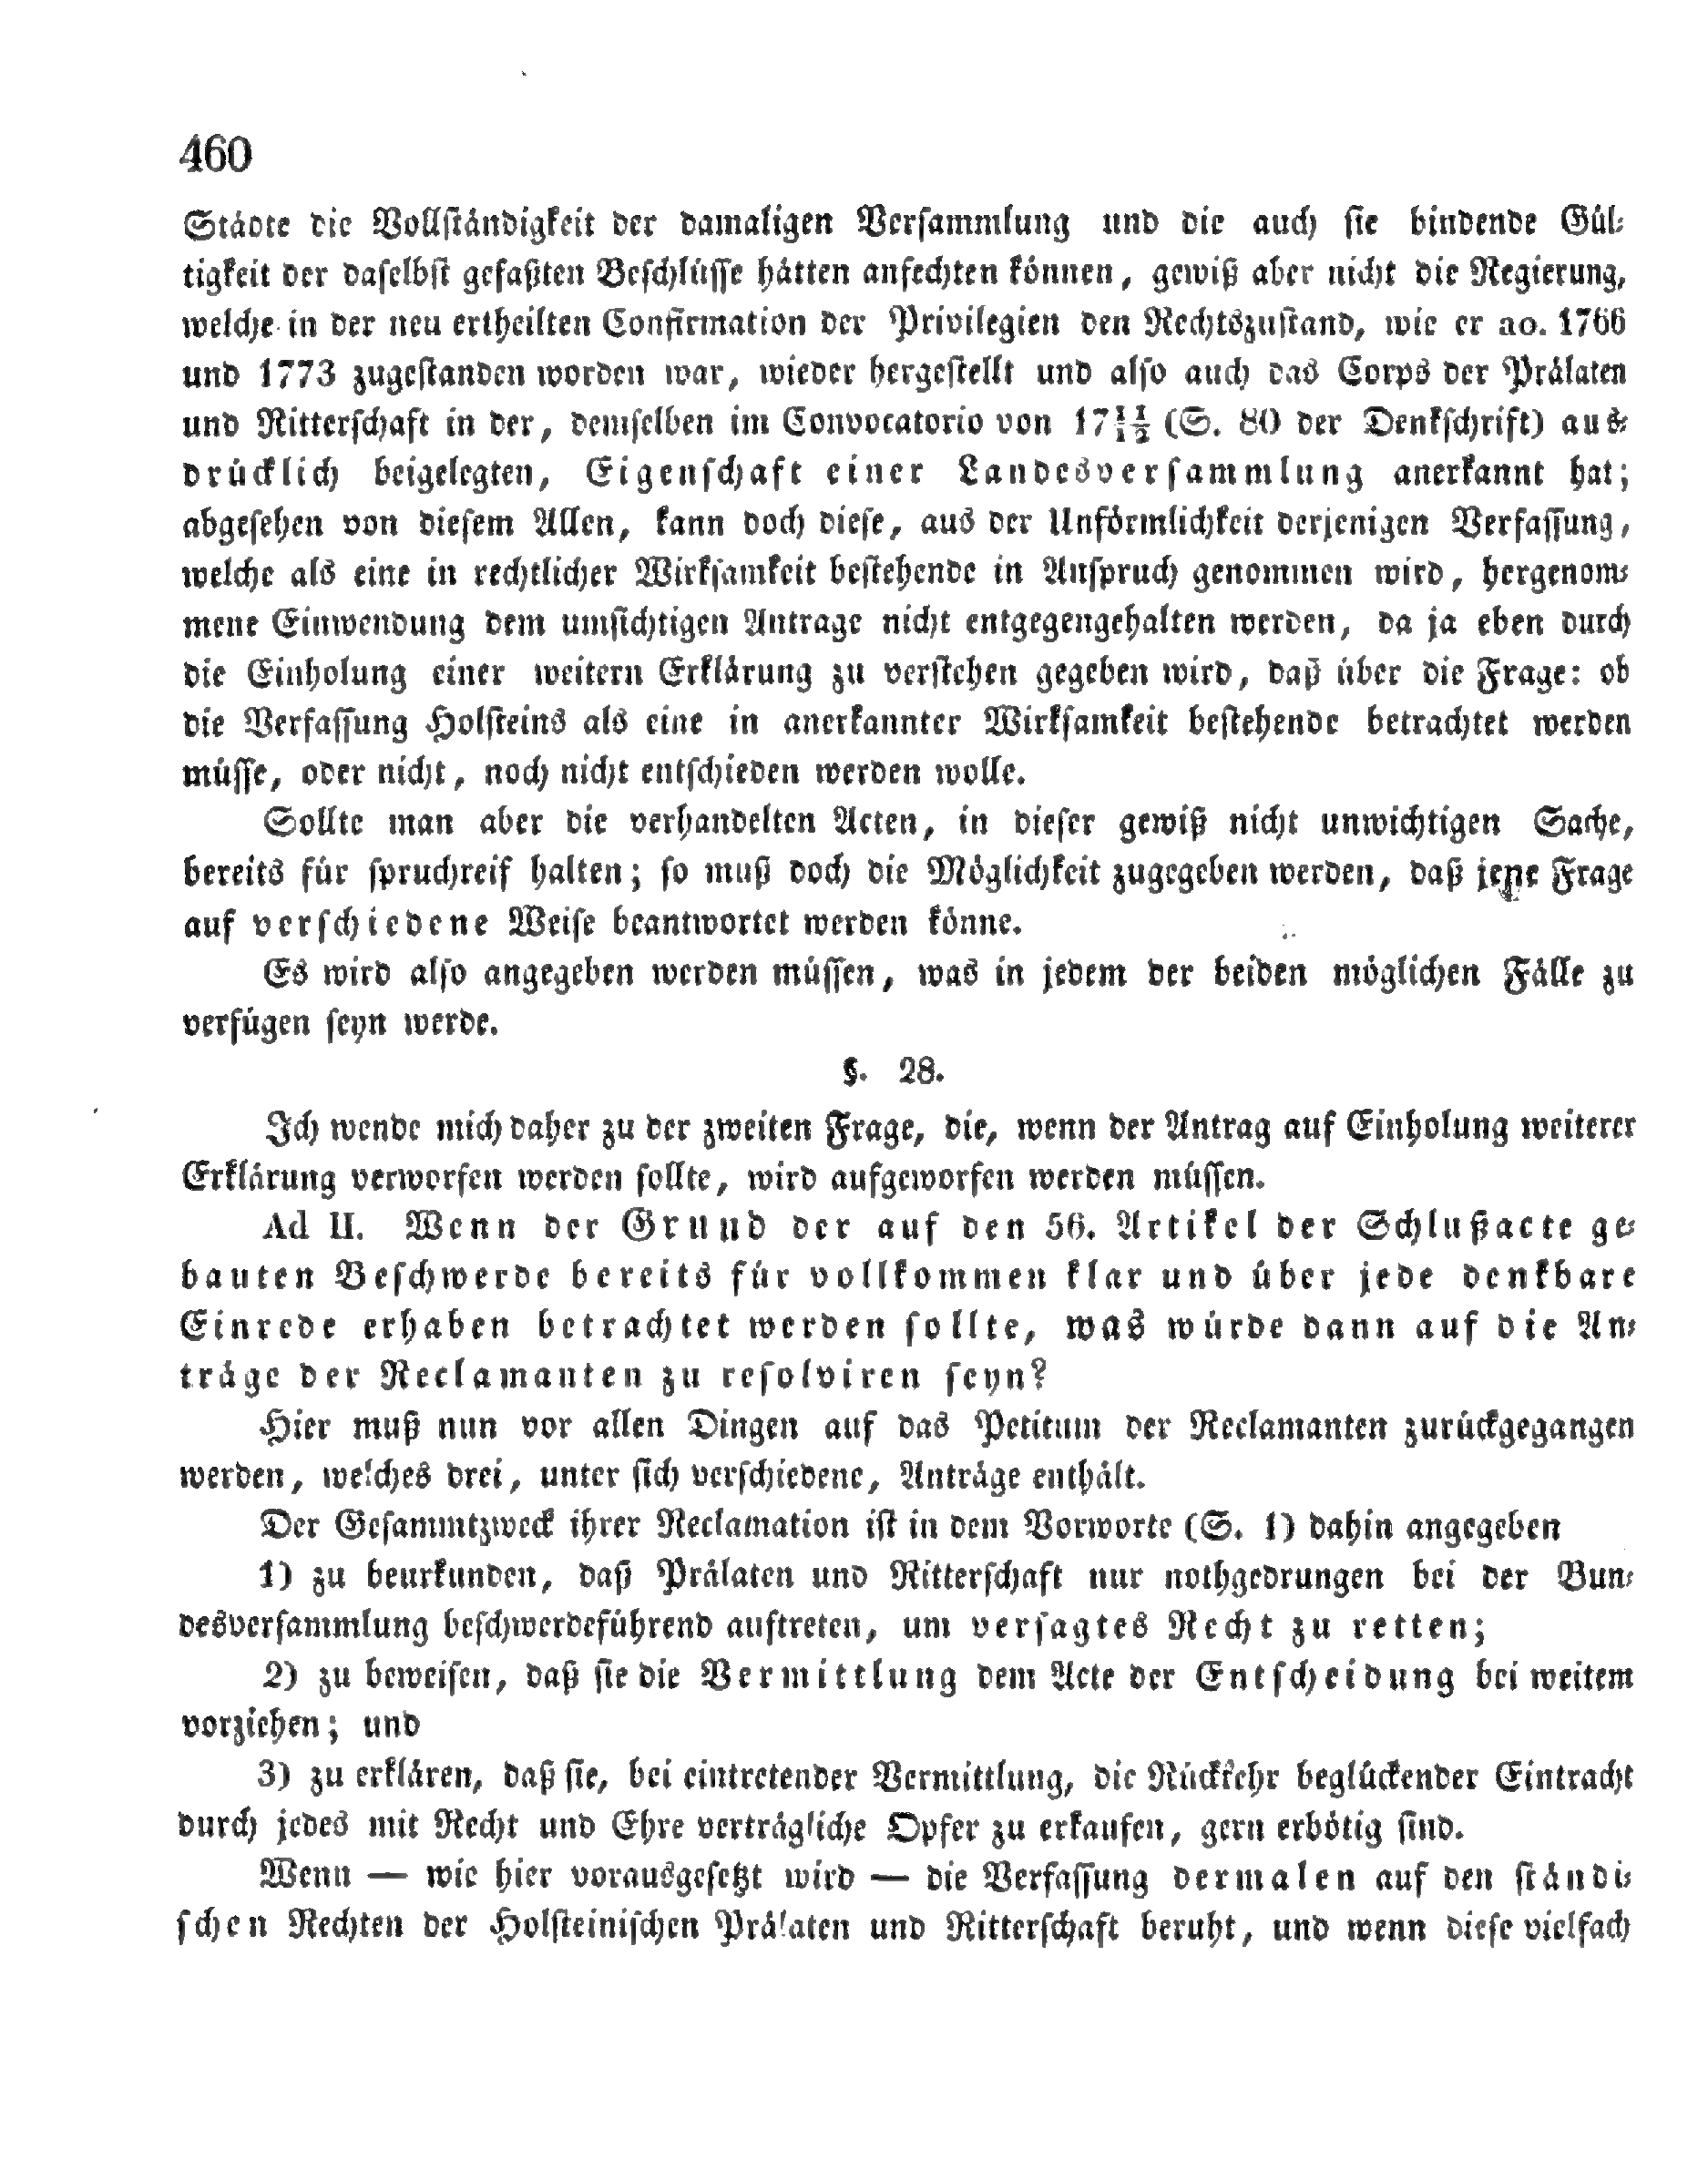 460
Städte die Vollständigkeit der damaligen Versammlung und die auch sie bindende Gül-
tigkeit der daselbst gefaßten Beschlüsse hätten anfechten können, gewiß aber nicht die Regierung,
welche in der neu ertheilten Confirmation der Privilegien den Rechtszustand, wie er ao. 1766
und 1773 zugestanden worden war, wieder hergestellt und also auch das Corps der Prälaten
und Ritterschaft in der, demselben im Convocatorio von 17 11/11 1/2 (S. 80 der Denkschrift) aus-
drücklich beigelegten, Eigenschaft einer Landesversammlung anerkannt hat;
abgesehen von diesem Allen, kann doch diese, aus der Unförmlichkeit derjenigen Verfassung,
welche als eine in rechtlicher Wirksamkeit bestehende in Anspruch genommen wird, hergenom-
mene Einwendung dem umsichtigen Antrage nicht entgegengehalten werden, da ja eben durch
die Einholung einer weitern Erklärung zu verstehen gegeben wird, daß über die Frage: ob
die Verfassung Holsteins als eine in anerkannter Wirksamkeit bestehende betrachtet werden
müsse, oder nicht, noch nicht entschieden werden wolle.
Sollte man aber die verhandelten Acten, in dieser gewiß nicht unwichtigen Sache,
bereits für spruchreif halten; so muß doch die Möglichkeit zugegeben werden, daß jene Frage
auf verschiedene Weise beantwortet werden könne.
Es wird also angegeben werden müssen, was in jedem der beiden möglichen Fälle zu
verfügen seyn werde.
§. 28.
Ich wende mich daher zu der zweiten Frage, die, wenn der Antrag auf Einholung weiterer
Erklärung verworfen werden sollte, wird aufgeworfen werden müssen.
Ad II. Wenn der Grund der auf den 56. Artikel der Schlußacte ge-
bauten Beschwerde bereits für vollkommen klar und über jede denkbare
Einrede erhaben betrachtet werden sollte, was würde dann auf die An-
träge der Reclamanten zu resolviren seyn?
Hier muß nun vor allen Dingen auf das Petitum der Reclamanten zurückgegangen
werden, welches drei, unter sich verschiedene, Anträge enthält.
Der Gesammtzweck ihrer Reclamation ist in dem Vorworte (S. 1) dahin angegeben
1) zu beurkunden, daß Prälaten und Ritterschaft nur nothgedrungen bei der Bun-
desversammlung beschwerdeführend auftreten, um versagtes Recht zu retten;
2) zu beweisen, daß sie die Vermittlung dem Acte der Entscheidung bei weitem
vorziehen; und
3) zu erklären, daß sie, bei eintretender Vermittlung, die Rückkehr beglückender Eintracht
durch jedes mit Recht und Ehre verträgliche Opfer zu erkaufen, gern erbötig sind.
Wenn — wie hier vorausgesetzt wird — die Verfassung dermalen auf den ständi-
schen Rechten der Holsteinischen Prälaten und Ritterschaft beruht, und wenn diese vielfach